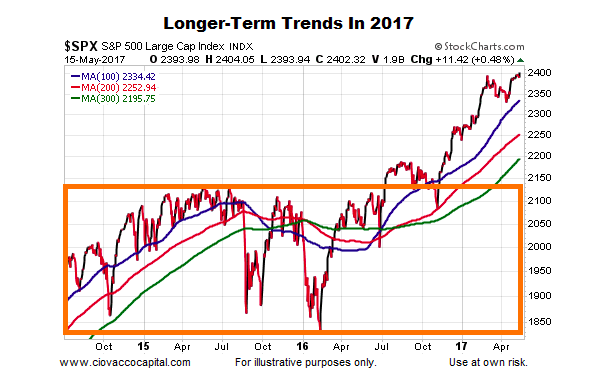 Longer-Term Trends In 2017
$SPX S&P 500 Large Cap Index INDX © StockCharts.com
15-May-2017 O 2393.98 H 2404.05 L 2393.94 C 2402.32 V 1.9B Chg +11.42 (+0.48%)
MA(100) 2334.42
MA(200) 2252.94
MA(300) 2195.75
2400
2350
2300
2250
2200
2150
2100
2050
2000
1950
1900
1850
Oct 15 Apr Jul Oct 16 Apr Jul Oct 17 Apr
www.ciovaccocapital.com For illustrative purposes only. Use at own risk.